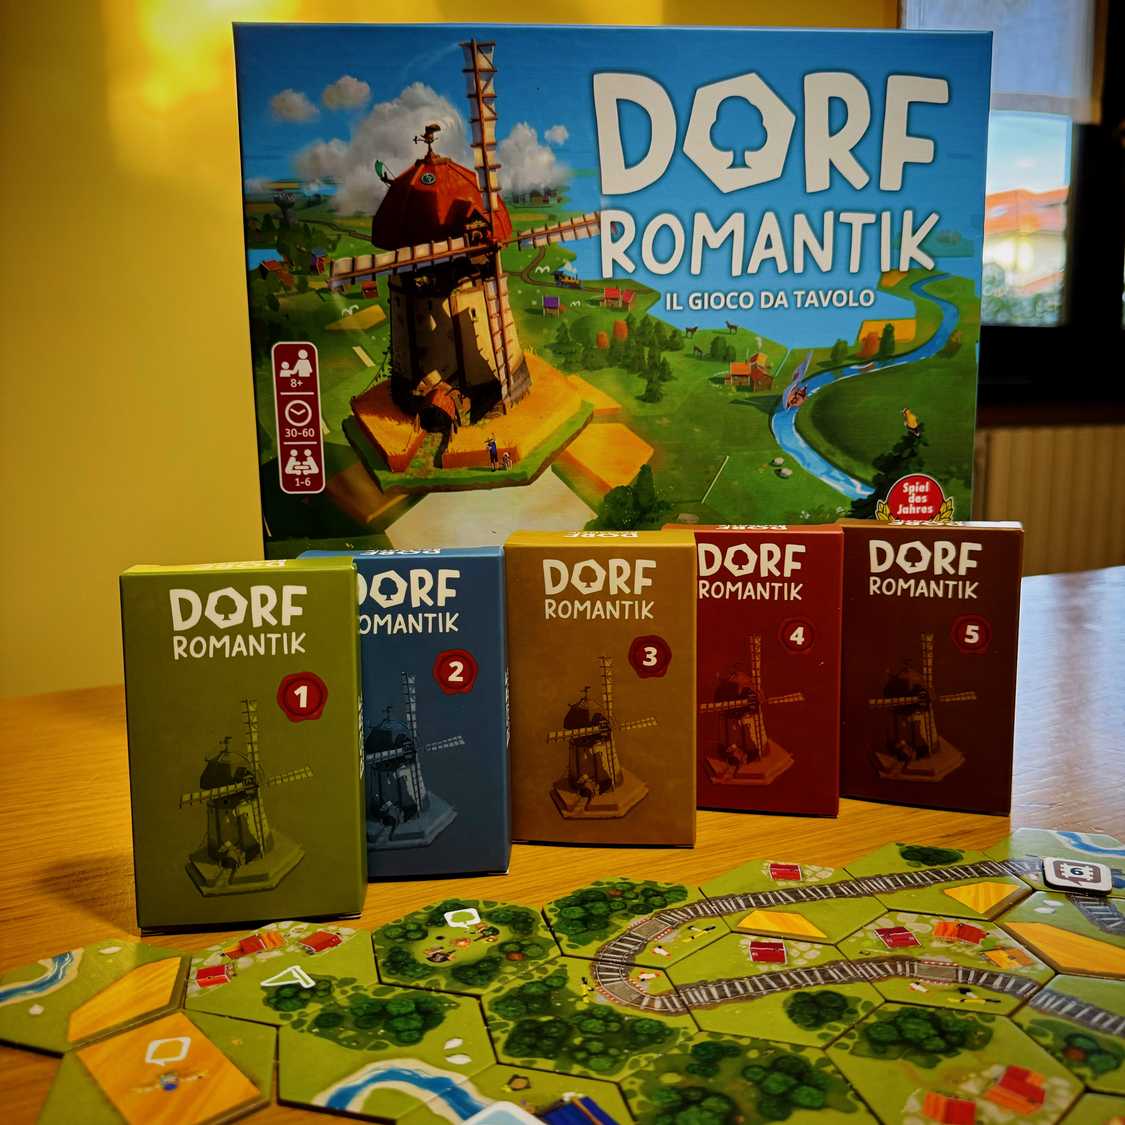 DORF
ROMANTIK
IL GIOCO DA TAVOLO
8+
30-60
1-6
Spiel
des
Jahres
DORF
ROMANTIK
1
DORF
ROMANTIK
2
DORF
ROMANTIK
3
DORF
ROMANTIK
4
DORF
ROMANTIK
5
6